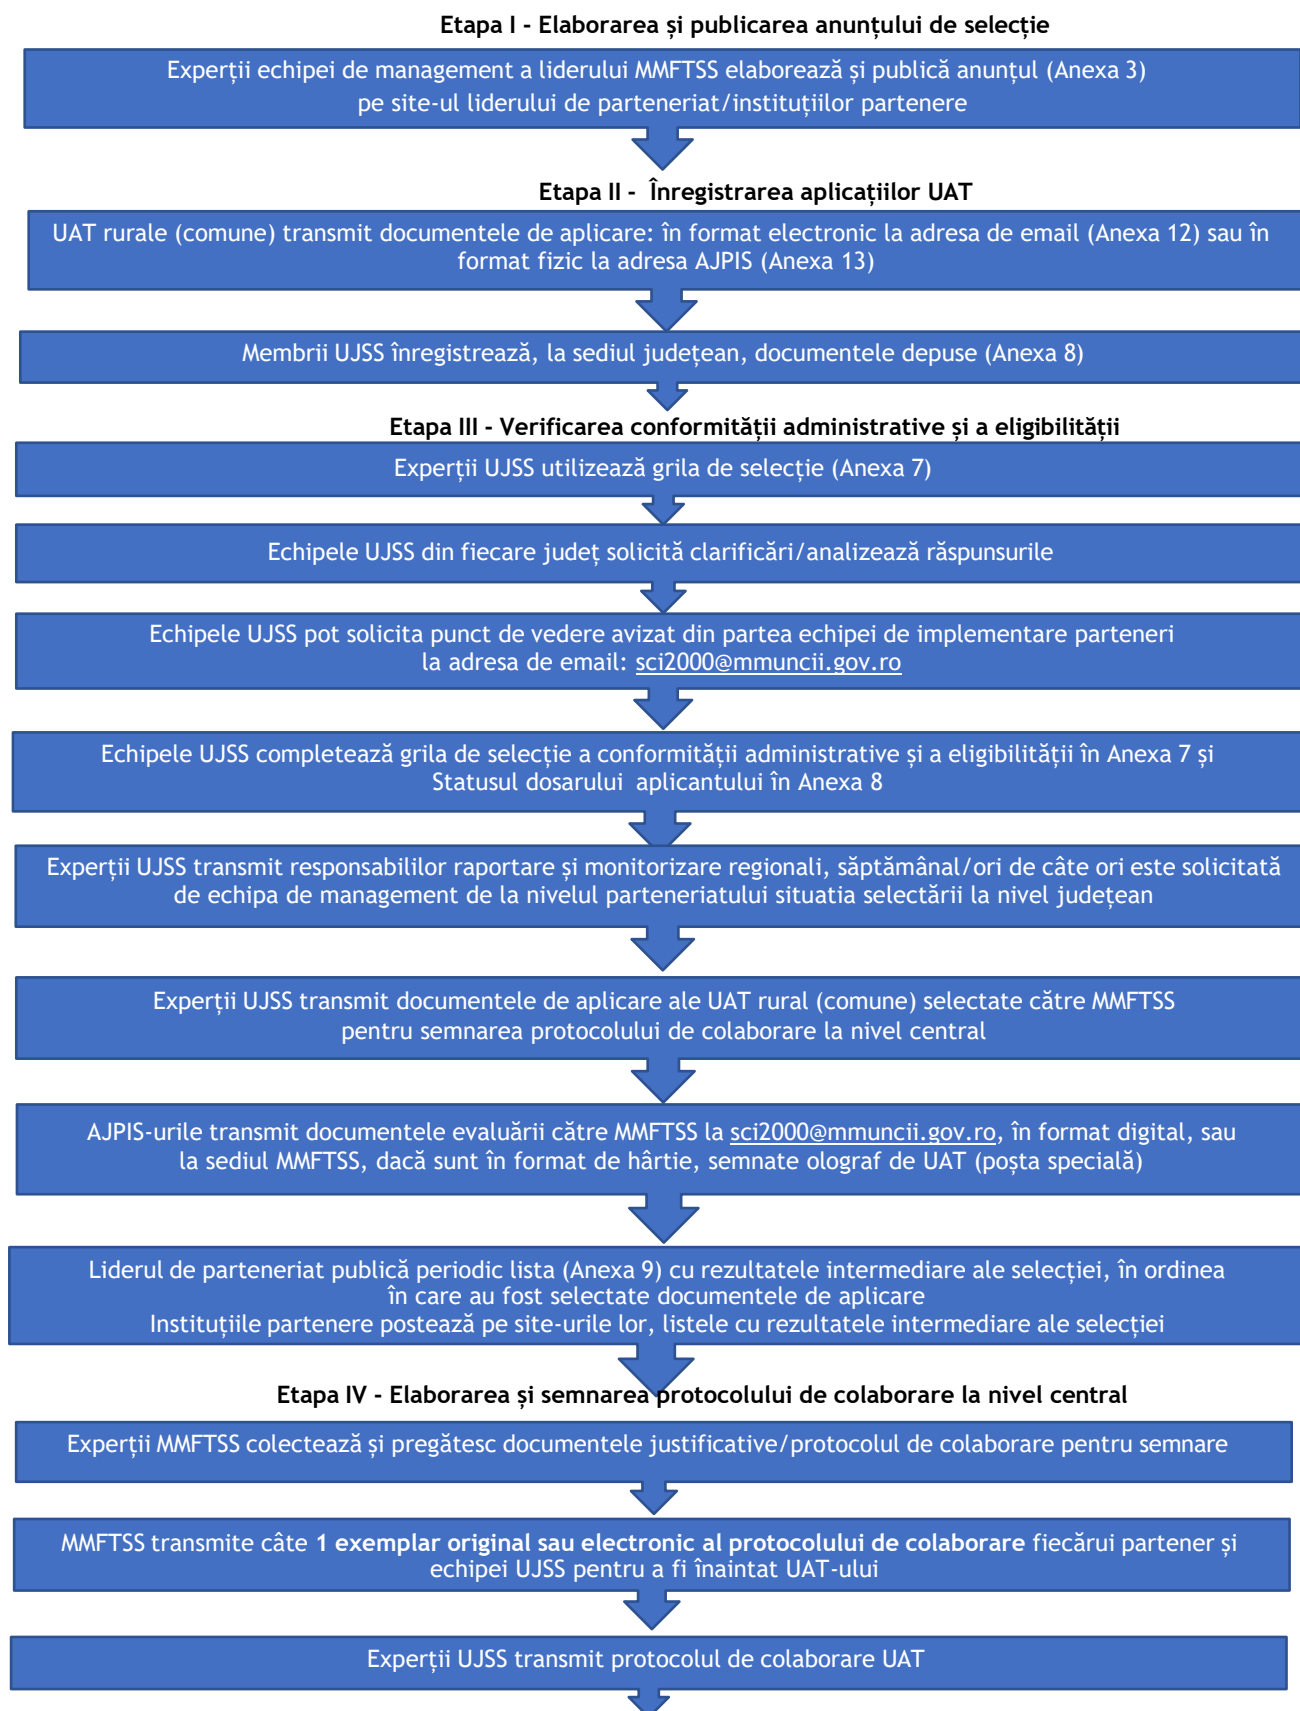 Etapa I - Elaborarea și publicarea anunțului de selecție
Experții echipei de management a liderului MMFTSS elaborează și publică anunțul (Anexa 3)
pe site-ul liderului de parteneriat/instituțiilor partenere
Etapa II - Înregistrarea aplicațiilor UAT
UAT rurale (comune) transmit documentele de aplicare: în format electronic la adresa de email (Anexa 12) sau în
format fizic la adresa AJPIS (Anexa 13)
Membrii UJSS înregistrează, la sediul județean, documentele depuse (Anexa 8)
Etapa III - Verificarea conformității administrative și a eligibilității
Experții UJSS utilizează grila de selecție (Anexa 7)
Echipele UJSS din fiecare județ solicită clarificări/analizează răspunsurile
Echipele UJSS pot solicita punct de vedere avizat din partea echipei de implementare parteneri
la adresa de email: sci2000@mmuncii.gov.ro
Echipele UJSS completează grila de selecție a conformității administrative și a eligibilității în Anexa 7 și
Statusul dosarului aplicantului în Anexa 8
Experții UJSS transmit responsabililor raportare și monitorizare regionali, săptămânal/ori de câte ori este solicitată
de echipa de management de la nivelul parteneriatului situatia selectării la nivel județean
Experții UJSS transmit documentele de aplicare ale UAT rural (comune) selectate către MMFTSS
pentru semnarea protocolului de colaborare la nivel central
AJPIS-urile transmit documentele evaluării către MMFTSS la sci2000@mmuncii.gov.ro, în format digital, sau
la sediul MMFTSS, dacă sunt în format de hârtie, semnate olograf de UAT (poșta specială)
Liderul de parteneriat publică periodic lista (Anexa 9) cu rezultatele intermediare ale selecției, în ordinea
în care au fost selectate documentele de aplicare
Instituțiile partenere postează pe site-urile lor, listele cu rezultatele intermediare ale selecției
Etapa IV - Elaborarea și semnarea protocolului de colaborare la nivel central
Experții MMFTSS colectează și pregătesc documentele justificative/protocolul de colaborare pentru semnare
MMFTSS transmite câte 1 exemplar original sau electronic al protocolului de colaborare fiecărui partener și
echipei UJSS pentru a fi înaintat UAT-ului
Experții UJSS transmit protocolul de colaborare UAT